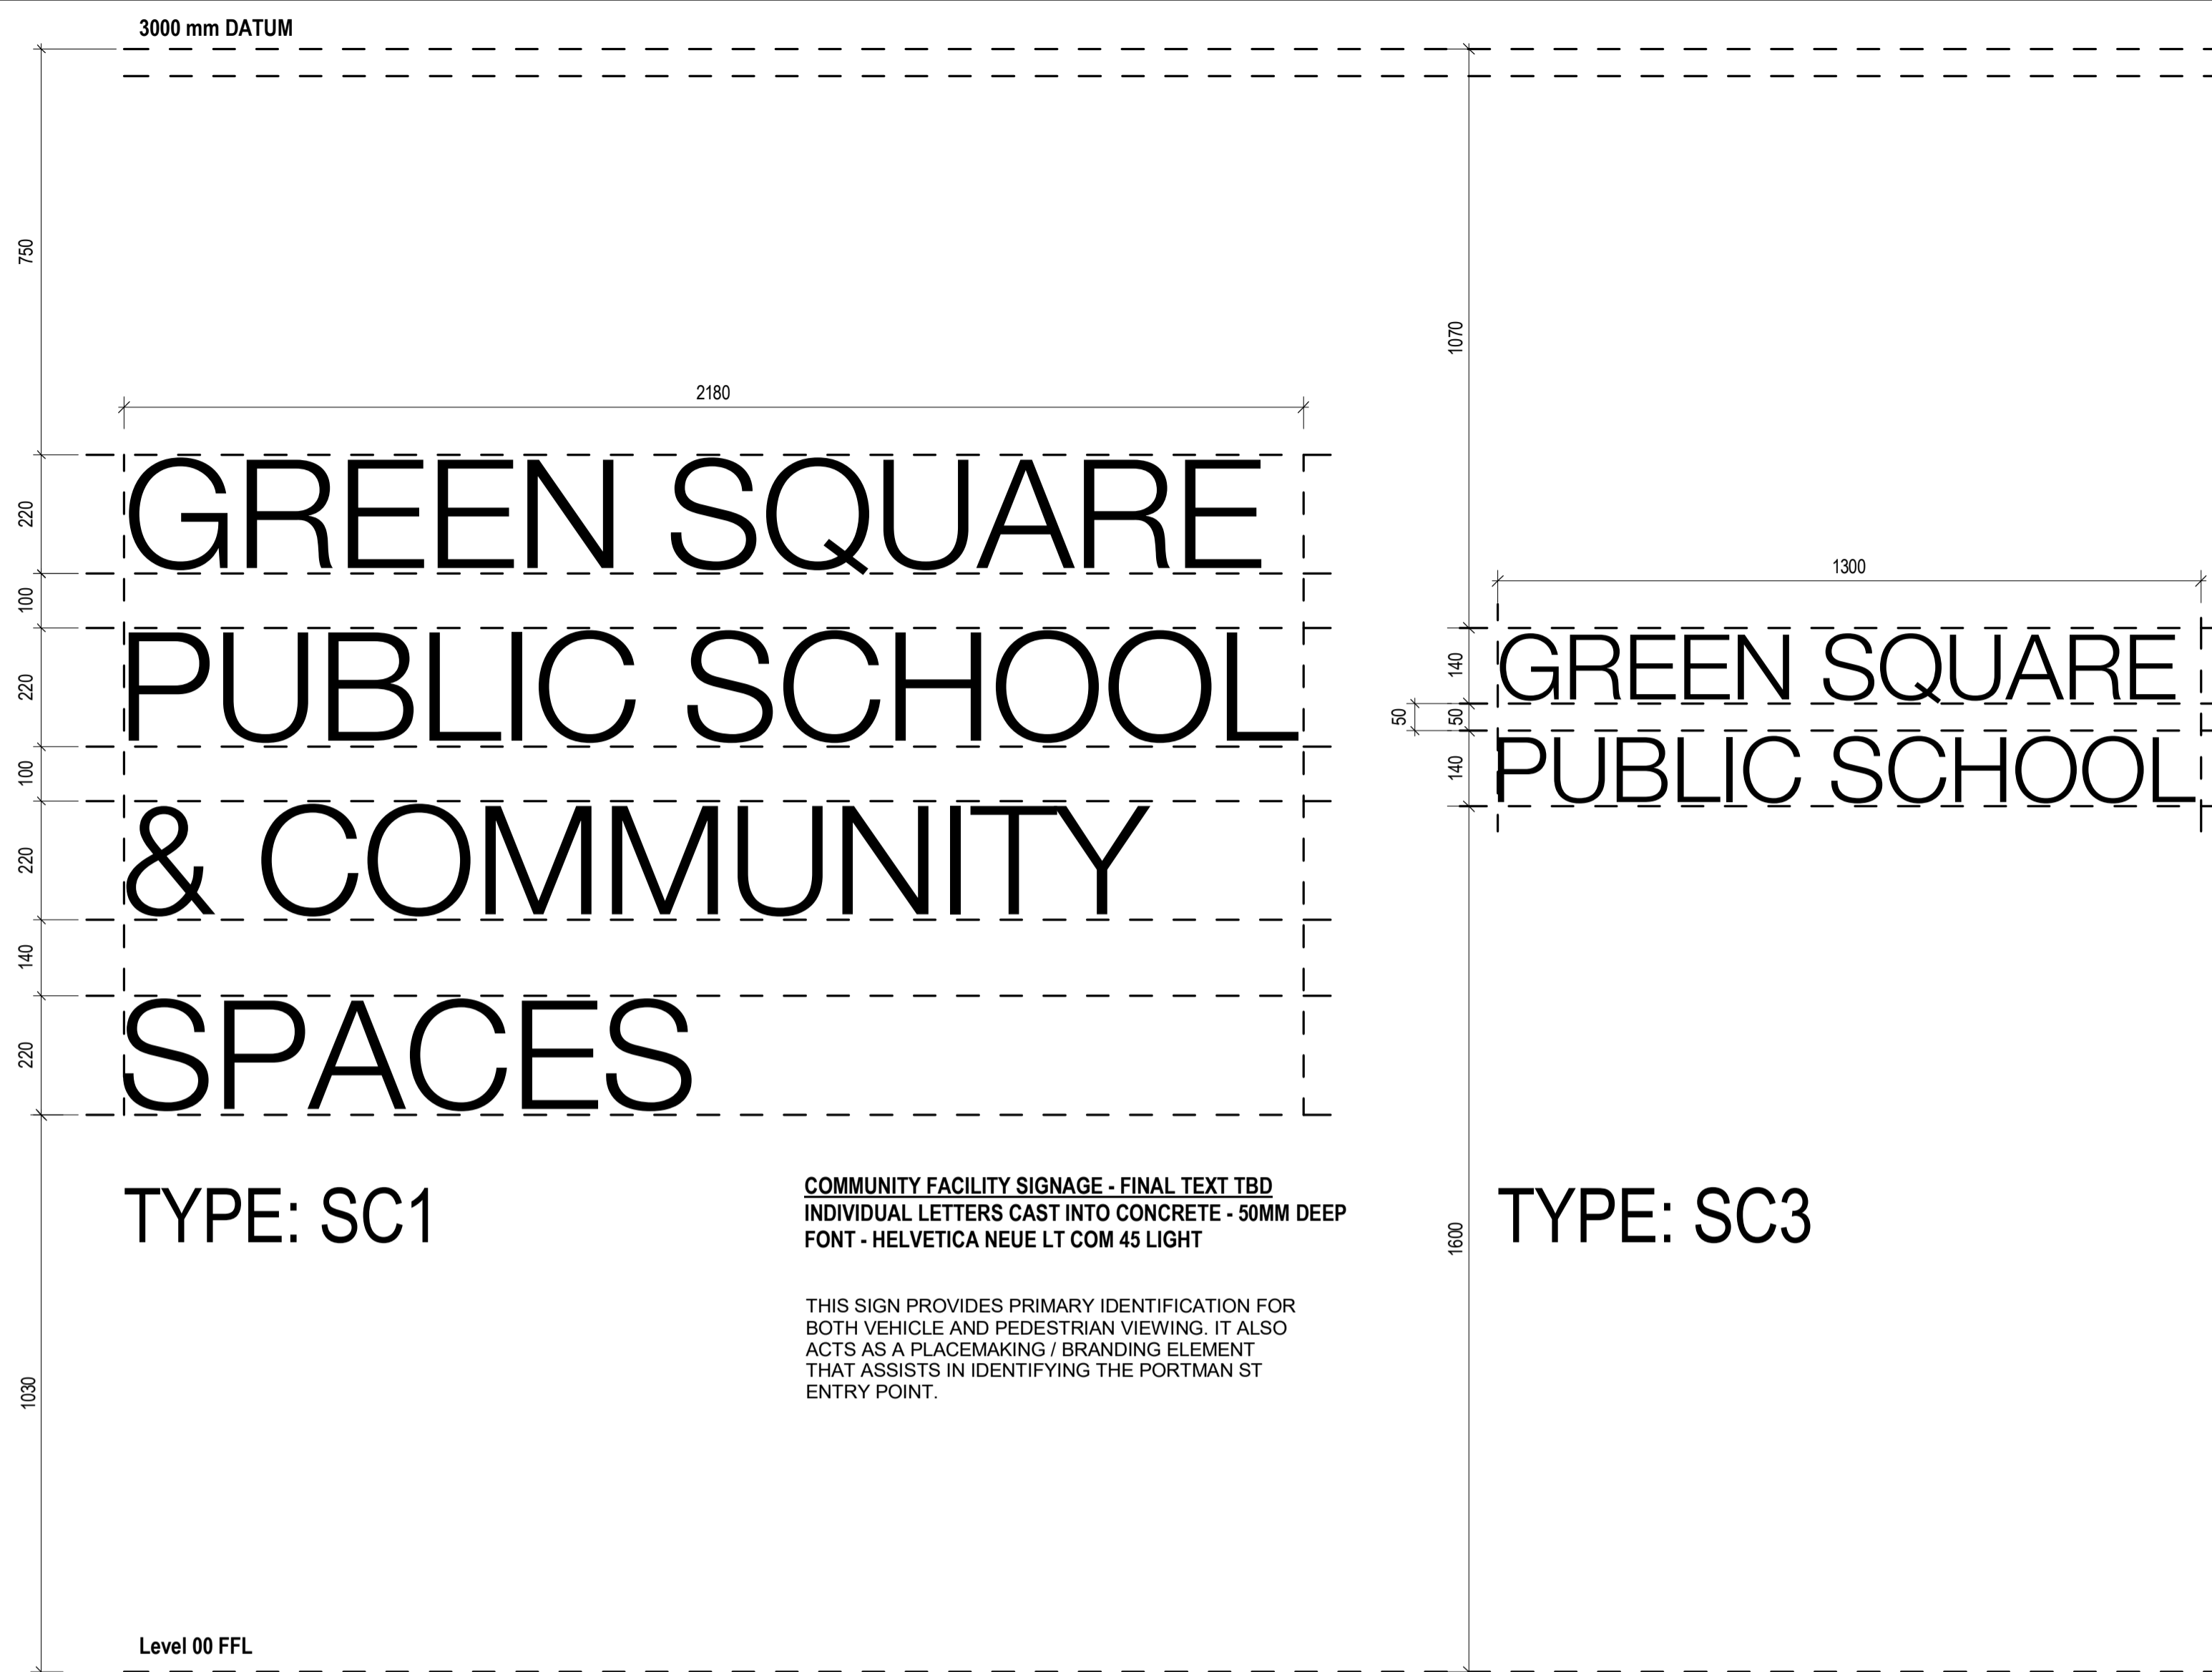 3000 mm DATUM
750
1070
2180
GREEN SQUARE
220
100
PUBLIC SCHOOL
220
100
& COMMUNITY
220
140
SPACES
220
1300
GREEN SQUARE
140
50
50
PUBLIC SCHOOL
140
TYPE: SC1
COMMUNITY FACILITY SIGNAGE - FINAL TEXT TBD
INDIVIDUAL LETTERS CAST INTO CONCRETE - 50MM DEEP
FONT - HELVETICA NEUE LT COM 45 LIGHT
THIS SIGN PROVIDES PRIMARY IDENTIFICATION FOR
BOTH VEHICLE AND PEDESTRIAN VIEWING. IT ALSO
ACTS AS A PLACEMAKING / BRANDING ELEMENT
THAT ASSISTS IN IDENTIFYING THE PORTMAN ST
ENTRY POINT.
1600
TYPE: SC3
1030
Level 00 FFL